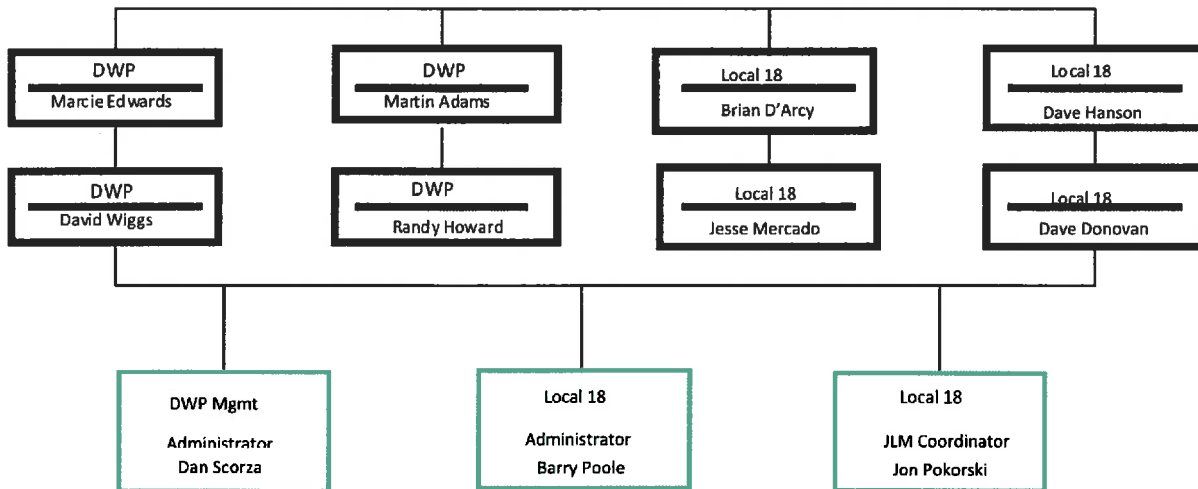 DWP
Marcie Edwards
DWP
Martin Adams
Local 18
Brian D'Arcy
Local 18
Dave Hanson
DWP
David Wiggs
DWP
Randy Howard
Local 18
Jesse Mercado
Local 18
Dave Donovan
DWP Mgmt
Administrator
Dan Scorza
Local 18
Administrator
Barry Poole
Local 18
JLM Coordinator
Jon Pokorski